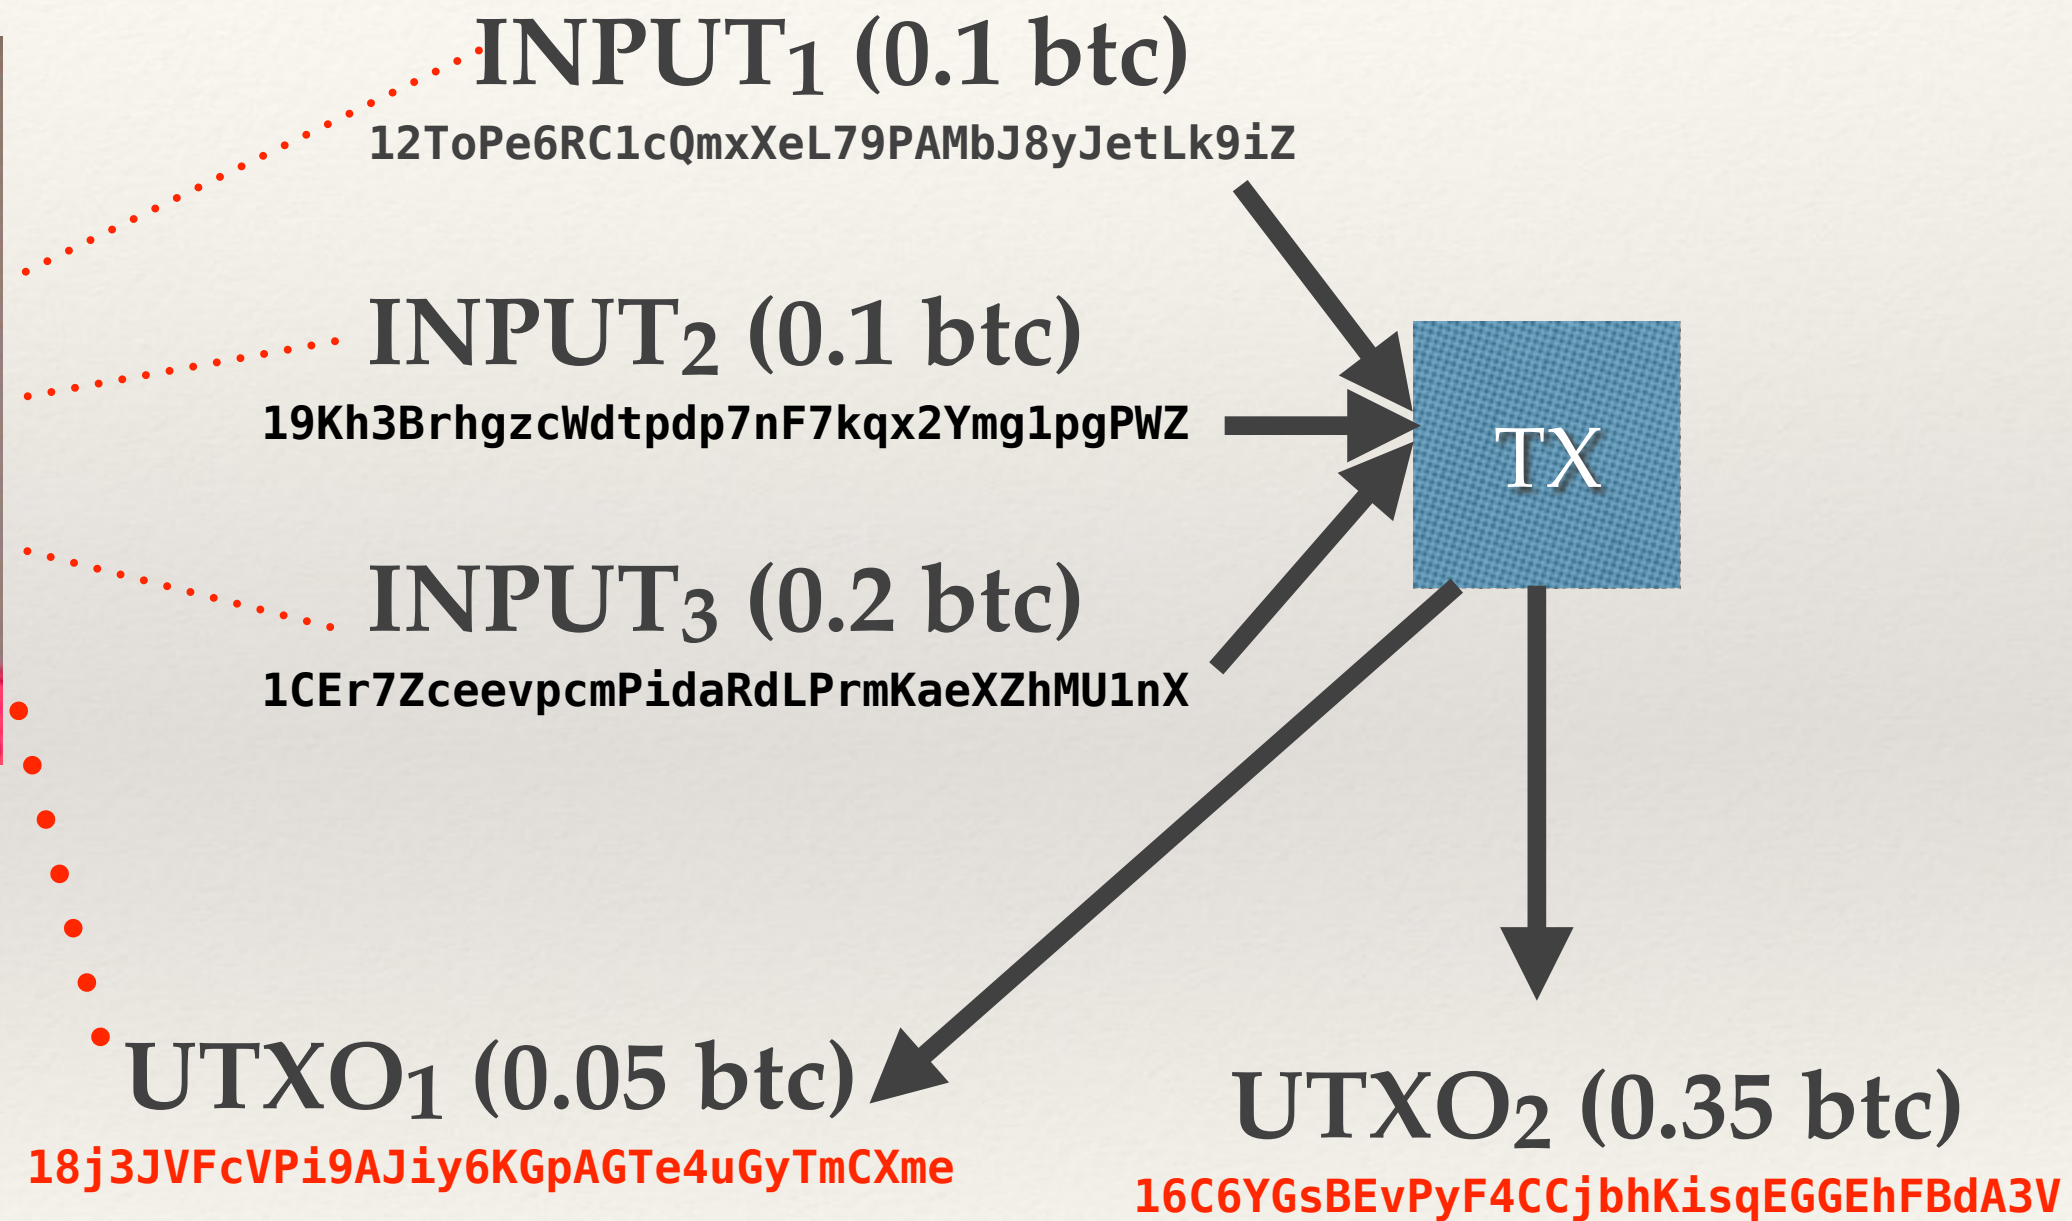 INPUT₁ (0.1 btc)
12ToPe6RC1cQmxXeL79PAMbJ8yJetLk9iZ
INPUT₂ (0.1 btc)
19Kh3BrhgzcWdtpdp7nF7kqx2Ymg1pgPWZ
TX
INPUT₃ (0.2 btc)
1CEr7ZceevpcmPidaRdLPrmKaeXZhMU1nX
UTXO₁ (0.05 btc)
18j3JVFcVPi9AJiy6KGpAGTe4uGyTmCXme
UTXO₂ (0.35 btc)
16C6YGsBEvPyF4CCjbhKisqEGGEhFBdA3V